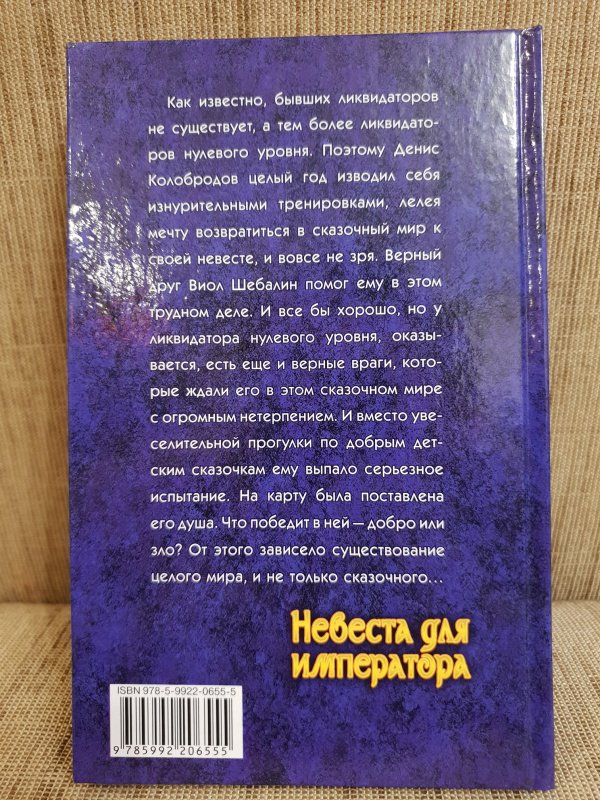 Как известно, бывших ликвидаторов
не существует, а тем более ликвидато-
ров нулевого уровня. Поэтому Денис
Колобродов целый год изводил себя
изнурительными тренировками, лелея
мечту возвратиться в сказочный мир к
своей невесте, и вовсе не зря. Верный
друг Виол Шебалин помог ему в этом
трудном деле. И все бы хорошо, но у
ликвидатора нулевого уровня, оказы-
вается, есть еще и верные враги, кото-
рые ждали его в этом сказочном мире
с огромным нетерпением. И вместо уве-
селительной прогулки по добрым дет-
ским сказочкам ему выпало серьезное
испытание. На карту была поставлена
его душа. Что победит в ней — добро или
зло? От этого зависело существование
целого мира, и не только сказочного...
Невеста для
императора
ISBN 978-5-9922-0655-5
9 785992 206555